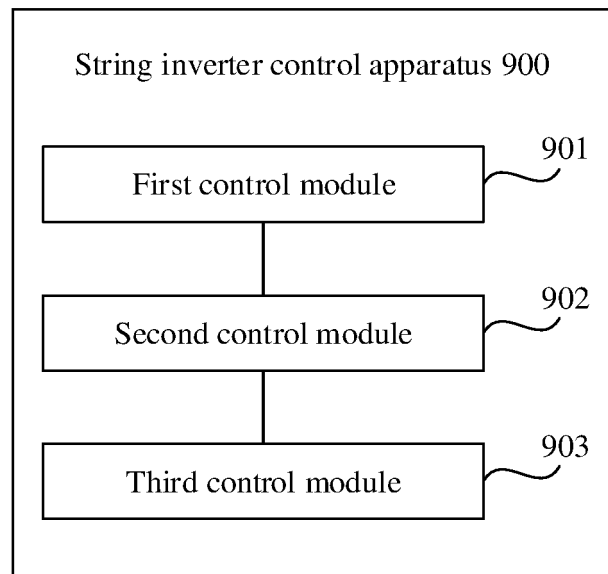 String inverter control apparatus 900
901
First control module
902
Second control module
903
Third control module